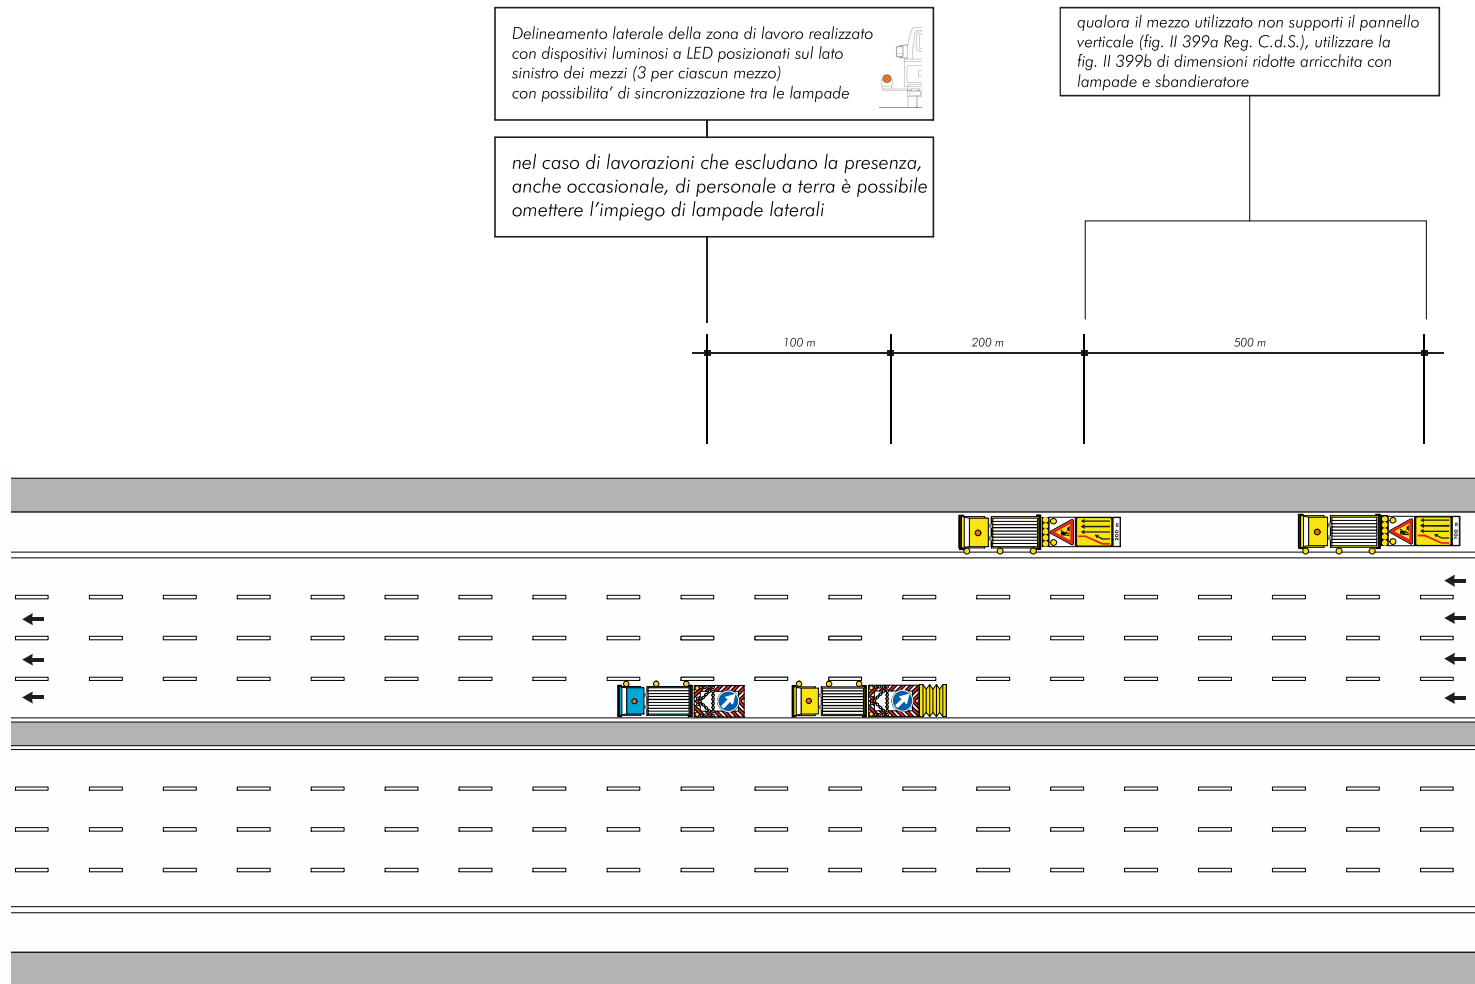 Delineamento laterale della zona di lavoro realizzato
con dispositivi luminosi a LED posizionati sul lato
sinistro dei mezzi (3 per ciascun mezzo)
con possibilita' di sincronizzazione tra le lampade
nel caso di lavorazioni che escludano la presenza,
anche occasionale, di personale a terra è possibile
omettere l'impiego di lampade laterali
qualora il mezzo utilizzato non supporti il pannello
verticale (fig. II 399a Reg. C.d.S.), utilizzare la
fig. II 399b di dimensioni ridotte arricchita con
lampade e sbandieratore
100 m
200 m
500 m
200 m